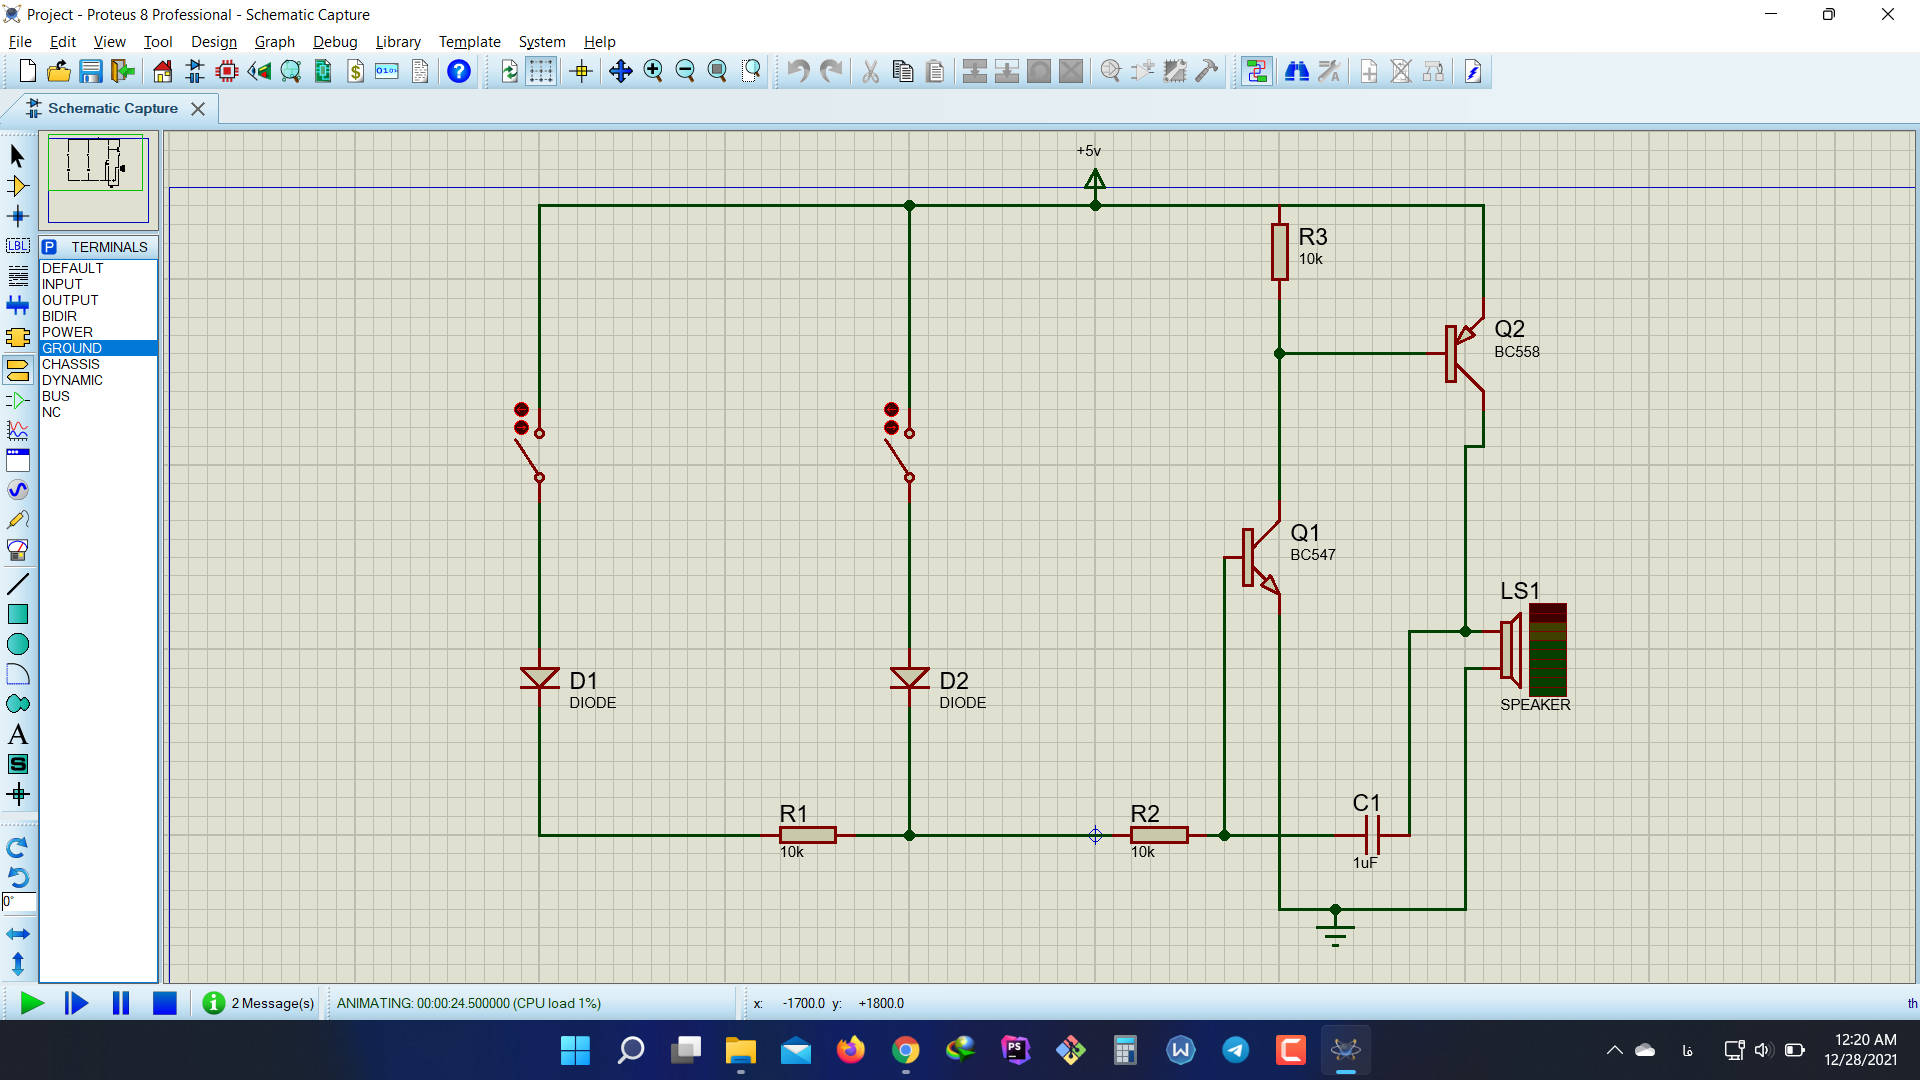 Project - Proteus 8 Professional - Schematic Capture
File Edit View Tool Design Graph Debug Library Template System Help
Schematic Capture
LBL
P TERMINALS
DEFAULT
INPUT
OUTPUT
BIDIR
POWER
GROUND
CHASSIS
DYNAMIC
BUS
NC
A
S
0°
+5v
R3
10k
Q2
BC558
Q1
BC547
LS1
SPEAKER
D1
DIODE
D2
DIODE
R1
10k
R2
10k
C1
1uF
2 Message(s)
ANIMATING: 00:00:24.500000 (CPU load 1%)
x: -1700.0 y: +1800.0
th
PS
فا
12:20 AM
12/28/2021